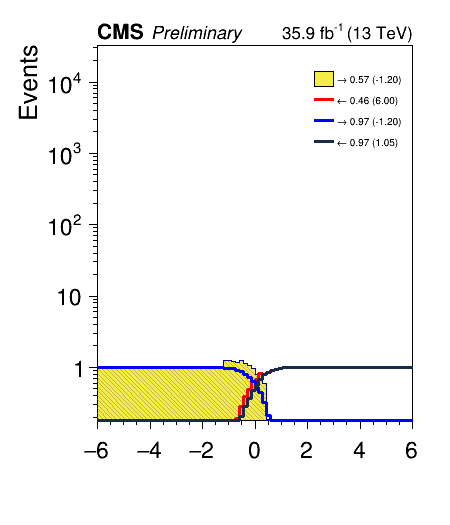 CMS Preliminary 35.9 fb⁻¹ (13 TeV)
Events
→ 0.57 (-1.20)
← 0.46 (6.00)
→ 0.97 (-1.20)
← 0.97 (1.05)
10⁴
10³
10²
10
1
−6 −4 −2 0 2 4 6